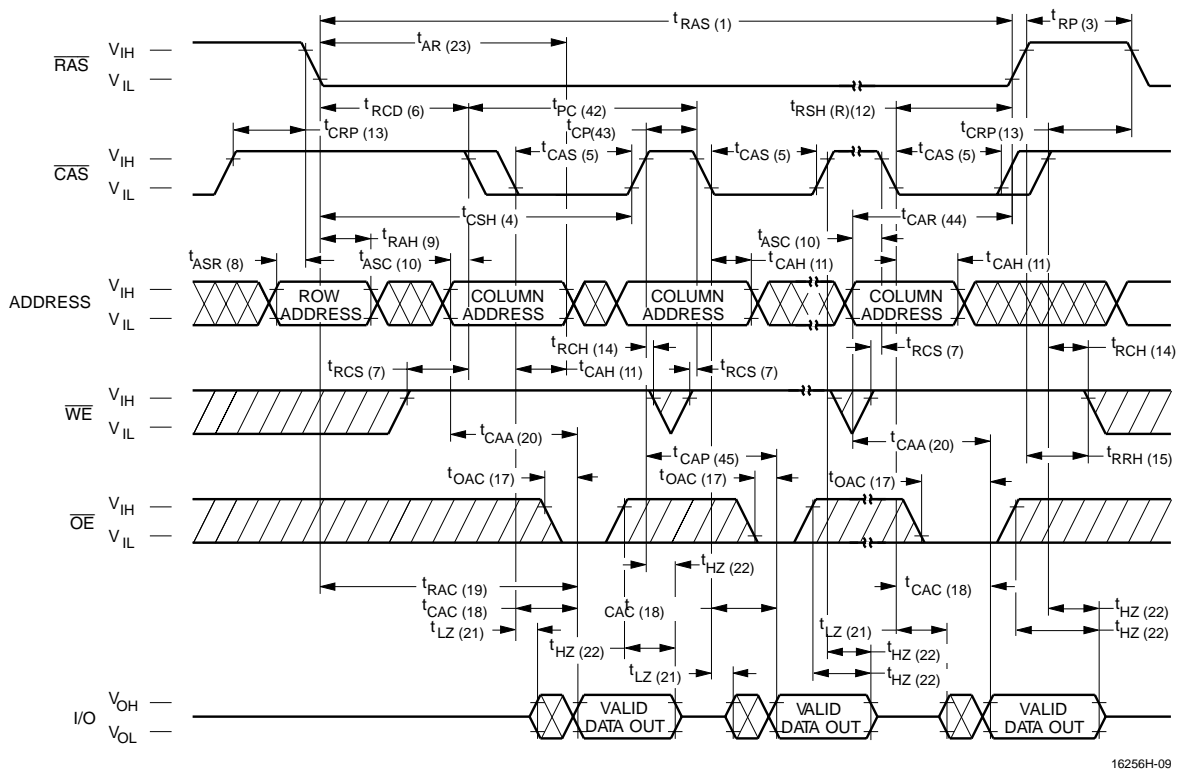 tRAS (1)
tRP (3)
tAR (23)
RAS
VIH
VIL
tRCD (6)
tPC (42)
tRSH (R)(12)
tCRP (13)
tCP(43)
tCRP (13)
CAS
VIH
VIL
tCAS (5)
tCAS (5)
tCAS (5)
tCSH (4)
tCAR (44)
tRAH (9)
tASC (10)
tASR (8)
tASC (10)
tCAH (11)
tCAH (11)
ADDRESS
VIH
VIL
ROW ADDRESS
COLUMN ADDRESS
COLUMN ADDRESS
COLUMN ADDRESS
tRCH (14)
tRCS (7)
tRCH (14)
tRCS (7)
tCAH (11)
tRCS (7)
WE
VIH
VIL
tCAA (20)
tCAA (20)
tCAP (45)
tRRH (15)
tOAC (17)
tOAC (17)
tOAC (17)
OE
VIH
VIL
tHZ (22)
tRAC (19)
tCAC (18)
tCAC (18)
tCAC (18)
tHZ (22)
tLZ (21)
tLZ (21)
tHZ (22)
tHZ (22)
tHZ (22)
tLZ (21)
tHZ (22)
I/O
VOH
VOL
VALID DATA OUT
VALID DATA OUT
VALID DATA OUT
16256H-09